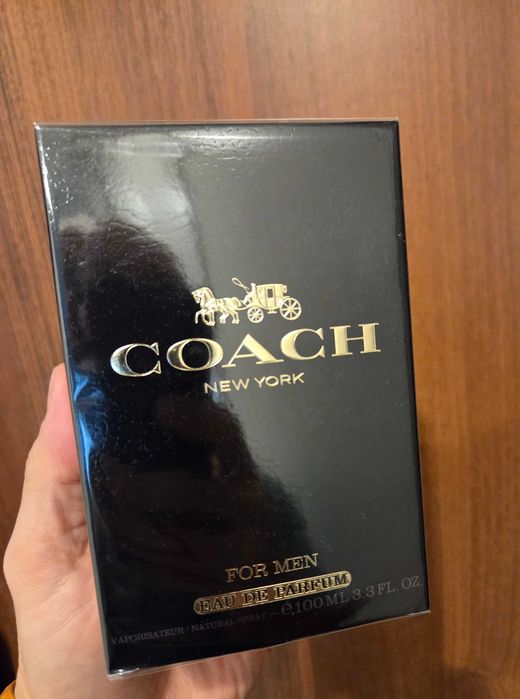 COACH
NEW YORK
FOR MEN
EAU DE PARFUM
VAPORISATEUR / NATURAL SPRAY – ℮ 100 ML 3.3 FL. OZ.